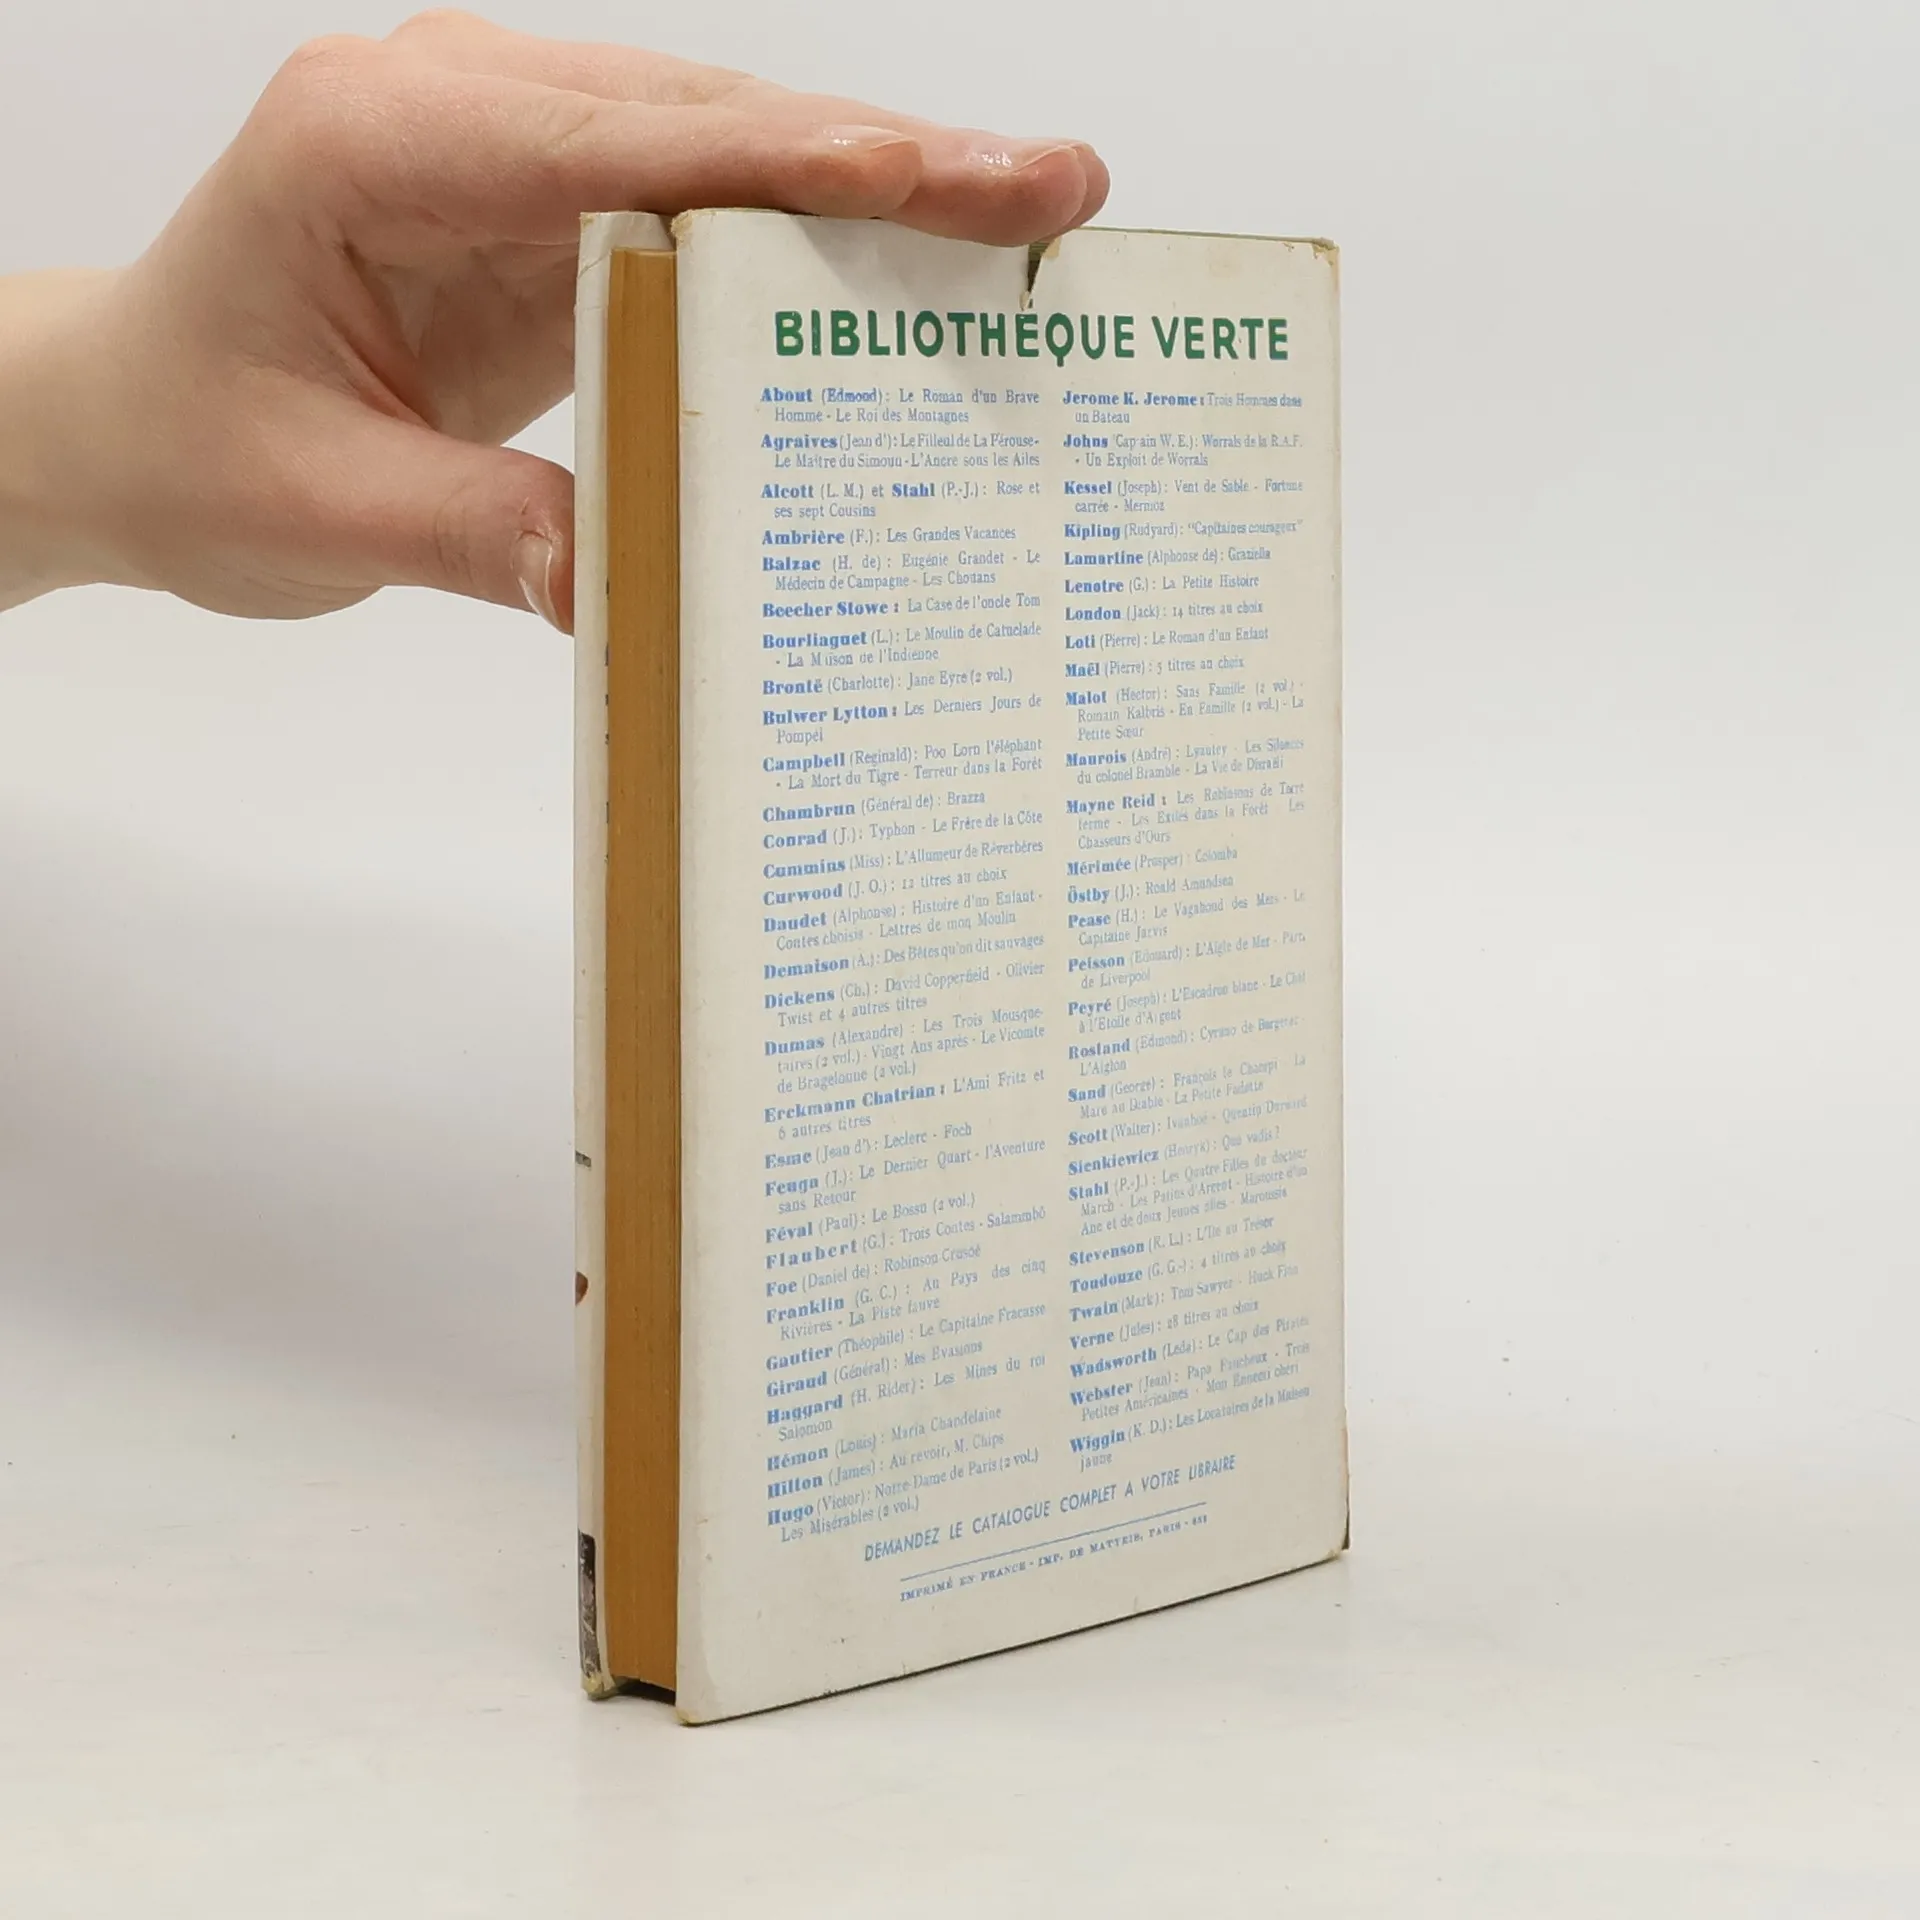 BIBLIOTHÈQUE VERTE
About (Edmond) : Le Roman d'un Brave
Homme - Le Roi des Montagnes
Agraives (Jean d') : Le Filleul de La Pérouse-
Le Maître du Simoun - L'Ancre sous les Ailes
Alcott (L. M.) et Stahl (P.-J.) : Rose et
ses sept Cousins
Ambrière (F.) : Les Grandes Vacances
Balzac (H. de) : Eugénie Grandet - Le
Médecin de Campagne - Les Chouans
Beecher Stowe : La Case de l'oncle Tom
Bourliaguet (L.) : Le Moulin de Catuclade
- La Maison de l'Indienne
Brontë (Charlotte) : Jane Eyre (2 vol.)
Bulwer Lytton : Les Derniers Jours de
Pompéi
Campbell (Reginald) : Poo Lorn l'éléphant
- La Mort du Tigre - Terreur dans la Forêt
Chambrun (Général de) : Brazza
Conrad (J.) : Typhon - Le Frère de la Côte
Cummins (Miss) : L'Allumeur de Réverbères
Curwood (J. O.) : 12 titres au choix
Daudet (Alphonse) : Histoire d'un Enfant -
Contes choisis - Lettres de mon Moulin
Demaison (A.) : Des Bêtes qu'on dit sauvages
Dickens (Ch.) : David Copperfield - Olivier
Twist et 4 autres titres
Dumas (Alexandre) : Les Trois Mousque-
taires (2 vol.) - Vingt Ans après - Le Vicomte
de Bragelonne (2 vol.)
Erckmann Chatrian : L'Ami Fritz et
6 autres titres
Esme (Jean d') : Leclerc - Foch
Feuga (J.) : Le Dernier Quart - l'Aventure
sans Retour
Féval (Paul) : Le Bossu (2 vol.)
Flaubert (G.) : Trois Contes - Salammbô
Foe (Daniel de) : Robinson Crusoé
Franklin (G. C.) : Au Pays des cinq
Rivières - La Piste fauve
Gautier (Théophile) : Le Capitaine Fracasse
Giraud (Général) : Mes Evasions
Haggard (H. Rider) : Les Mines du roi
Salomon
Hémon (Louis) : Maria Chapdelaine
Hilton (James) : Au revoir, M. Chips
Hugo (Victor) : Notre-Dame de Paris (2 vol.)
Les Misérables (2 vol.)
Jerome K. Jerome : Trois Hommes dans
un Bateau
Johns (Captain W. E.) : Worrals de la R.A.F.
- Un Exploit de Worrals
Kessel (Joseph) : Vent de Sable - Fortune
carrée - Mermoz
Kipling (Rudyard) : "Capitaines courageux"
Lamartine (Alphonse de) : Graziella
Lenotre (G.) : La Petite Histoire
London (Jack) : 14 titres au choix
Loti (Pierre) : Le Roman d'un Enfant
Maël (Pierre) : 5 titres au choix
Malot (Hector) : Sans Famille (2 vol.) -
Romain Kalbris - En Famille (2 vol.) - La
Petite Sœur
Maurois (André) : Lyautey - Les Silences
du colonel Bramble - La Vie de Disraëli
Mayne Reid : Les Robinsons de Terre
ferme - Les Exilés dans la Forêt - Les
Chasseurs d'Ours
Mérimée (Prosper) : Colomba
Östby (J.) : Roald Amundsen
Pease (H.) : Le Vagabond des Mers - Le
Capitaine Jarvis
Peisson (Edouard) : L'Aigle de Mer - Parti
de Liverpool
Peyré (Joseph) : L'Escadron blanc - Le Chef
à l'Etoile d'Argent
Rostand (Edmond) : Cyrano de Bergerac -
L'Aiglon
Sand (George) : François le Champi - La
Mare au Diable - La Petite Fadette
Scott (Walter) : Ivanhoé - Quentin Durward
Sienkiewicz (Henryk) : Quo vadis ?
Stahl (P.-J.) : Les Quatre Filles du docteur
March - Les Patins d'Argent - Histoire d'un
Ane et de deux Jeunes filles - Maroussia
Stevenson (R. L.) : L'Ile au Trésor
Toudouze (G. G.) : 4 titres au choix
Twain (Mark) : Tom Sawyer - Huck Finn
Verne (Jules) : 28 titres au choix
Wadsworth (Leda) : Le Cap des Pirates
Webster (Jean) : Papa Faucheux - Trois
Petites Américaines - Mon Ennemi chéri
Wiggin (K. D.) : Les Locataires de la Maison
jaune
DEMANDEZ LE CATALOGUE COMPLET A VOTRE LIBRAIRE
IMPRIMÉ EN FRANCE - IMP. DE MATTEIS, PARIS -